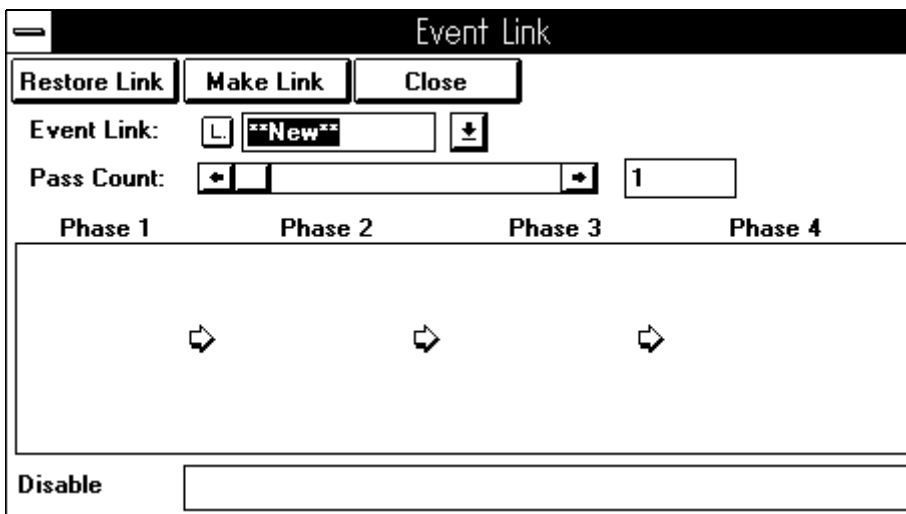 Event Link
Restore Link Make Link Close
Event Link: L. **New**
Pass Count: 1
Phase 1 Phase 2 Phase 3 Phase 4
Disable